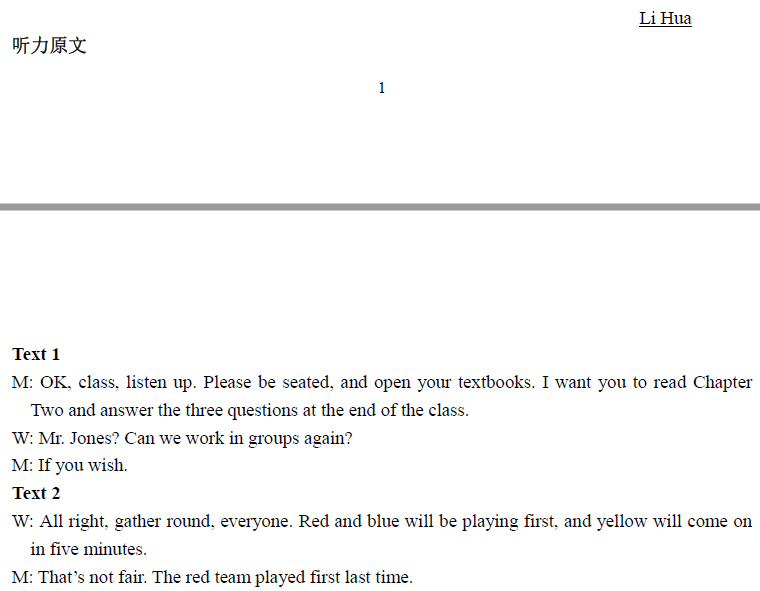 Li Hua
听力原文
1
Text 1
M: OK, class, listen up. Please be seated, and open your textbooks. I want you to read Chapter
Two and answer the three questions at the end of the class.
W: Mr. Jones? Can we work in groups again?
M: If you wish.
Text 2
W: All right, gather round, everyone. Red and blue will be playing first, and yellow will come on
in five minutes.
M: That’s not fair. The red team played first last time.